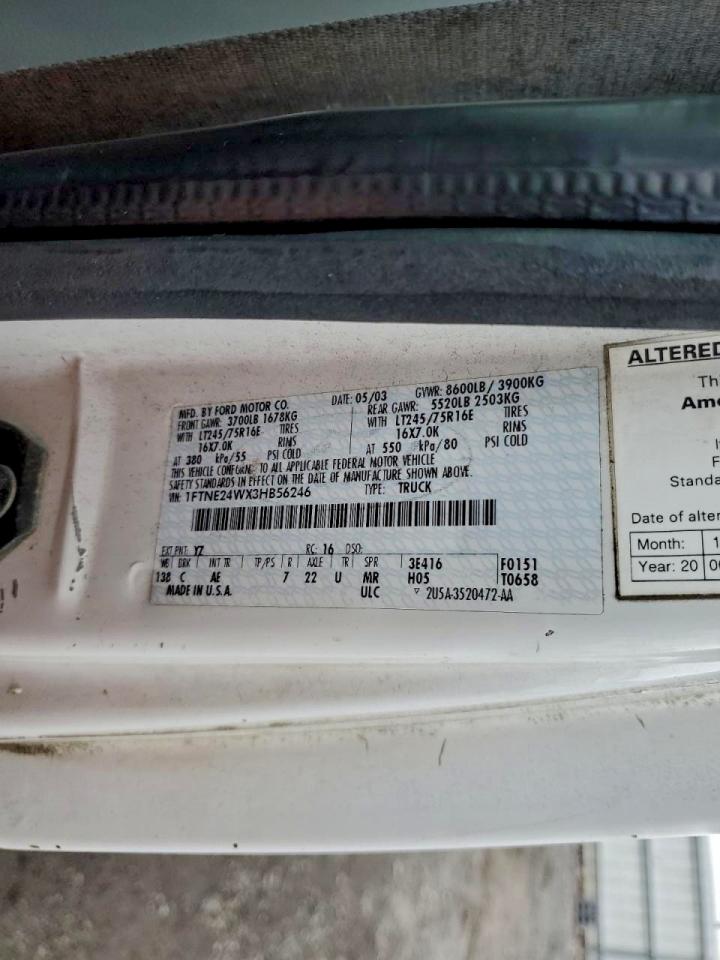 MFD. BY FORD MOTOR CO.
DATE: 05/03 GVWR: 8600LB / 3900KG
FRONT GAWR: 3700LB 1678KG REAR GAWR: 5520LB 2503KG
WITH LT245/75R16E TIRES WITH LT245/75R16E TIRES
16X7.0K RIMS 16X7.0K RIMS
AT 380 kPa/55 PSI COLD AT 550 kPa/80 PSI COLD
THIS VEHICLE CONFORMS TO ALL APPLICABLE FEDERAL MOTOR VEHICLE
SAFETY STANDARDS IN EFFECT ON THE DATE OF MANUFACTURE SHOWN ABOVE.
VIN: 1FTNE24WX3HB56246 TYPE: TRUCK
EXT PNT: YZ RC: 16 DSO:
WB BRK INT TR TP/PS R AXLE TR SPR 3E416 F0151
138 C AE 7 22 U MR H05 T0658
MADE IN U.S.A. ULC 2U5A-3520472-AA
ALTERED
Th
Ame
I
Standa
Date of alter
Month: 1
Year: 20 0